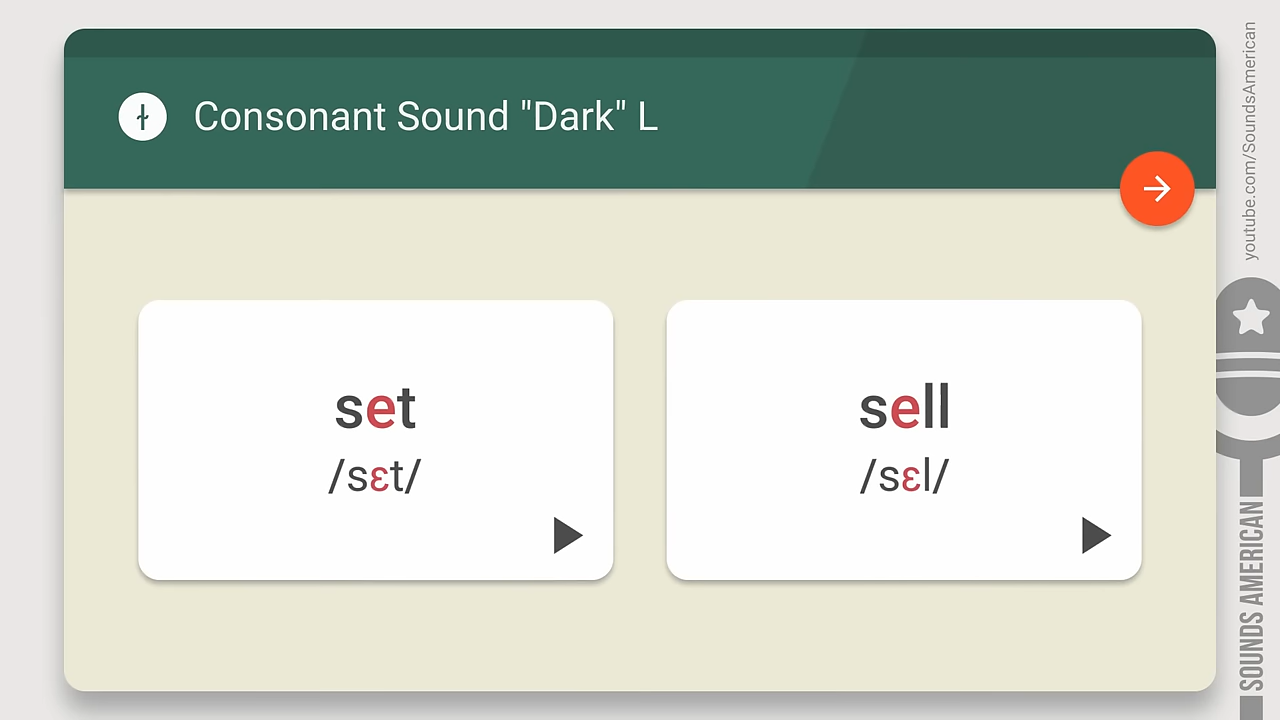 ɫ Consonant Sound "Dark" L
set
/sɛt/
sell
/sɛl/
youtube.com/SoundsAmerican
SOUNDS AMERICAN